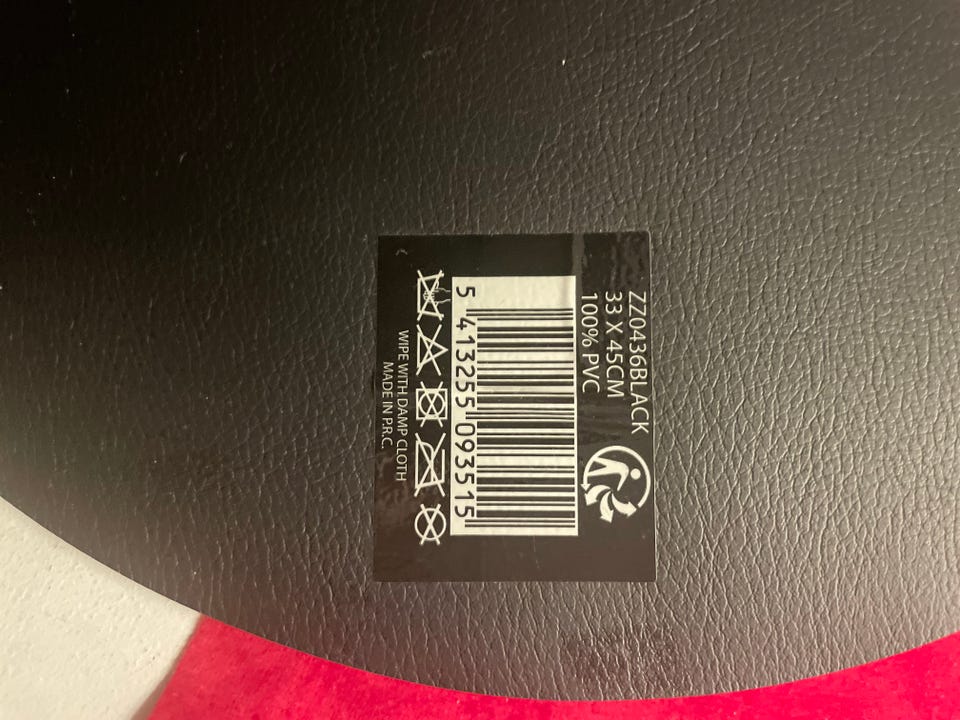 ZZ0436BLACK
33 X 45CM
100% PVC
5 413255 093515
WIPE WITH DAMP CLOTH
MADE IN P.R.C.